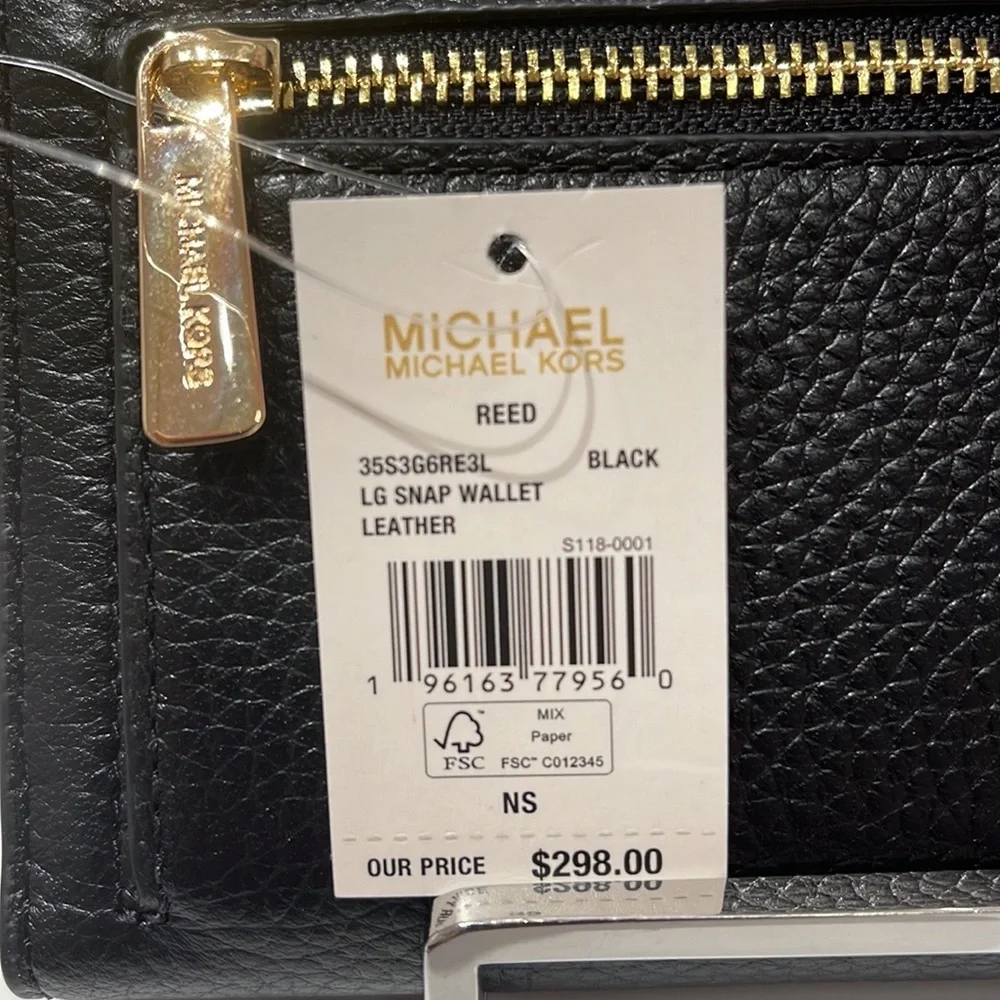 MICHAEL KORS
MICHAEL
MICHAEL KORS
REED
35S3G6RE3L BLACK
LG SNAP WALLET
LEATHER
S118-0001
1 96163 77956 0
FSC™
MIX
Paper
FSC™ C012345
NS
OUR PRICE $298.00